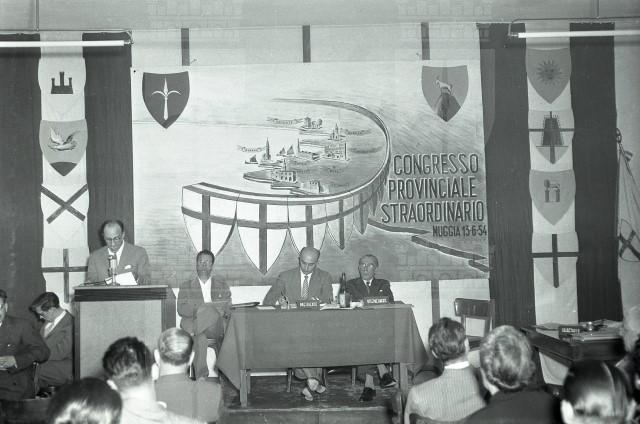 CONGRESSO
PROVINCIALE
STRAORDINARIO
MUGGIA 13-6-54